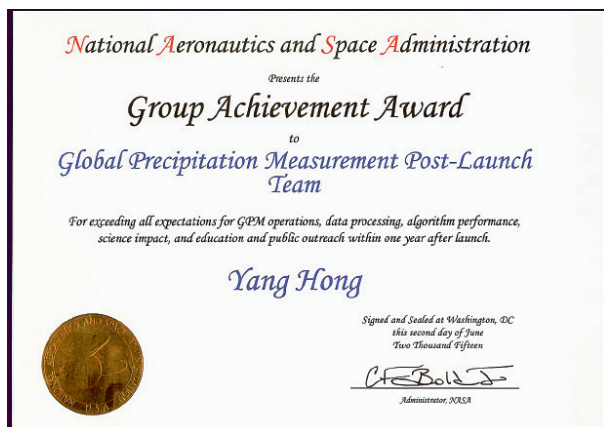 National Aeronautics and Space Administration
Presents the
Group Achievement Award
to
Global Precipitation Measurement Post-Launch
Team
For exceeding all expectations for GPM operations, data processing, algorithm performance,
science impact, and education and public outreach within one year after launch.
Yang Hong
Signed and Sealed at Washington, DC
this second day of June
Two Thousand Fifteen
Administrator, NASA